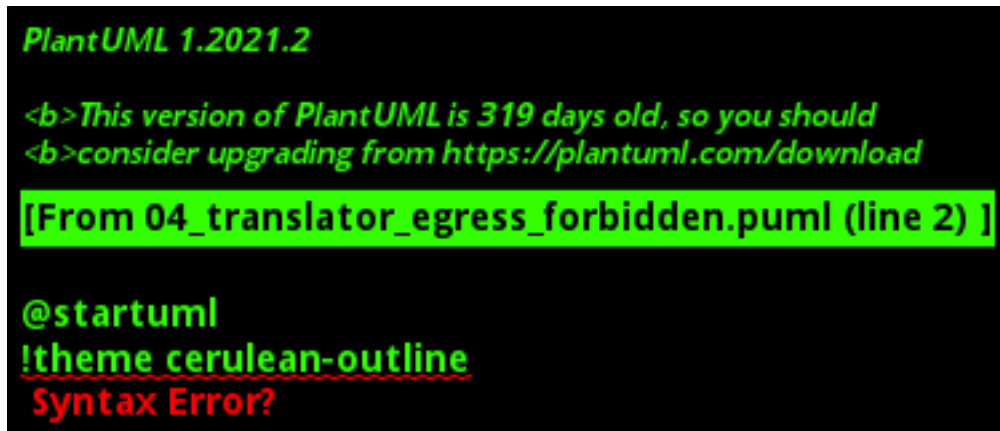 PlantUML 1.2021.2
<b>This version of PlantUML is 319 days old, so you should
<b>consider upgrading from https://plantuml.com/download
[From 04_translator_egress_forbidden.puml (line 2) ]
@startuml
!theme cerulean-outline
Syntax Error?